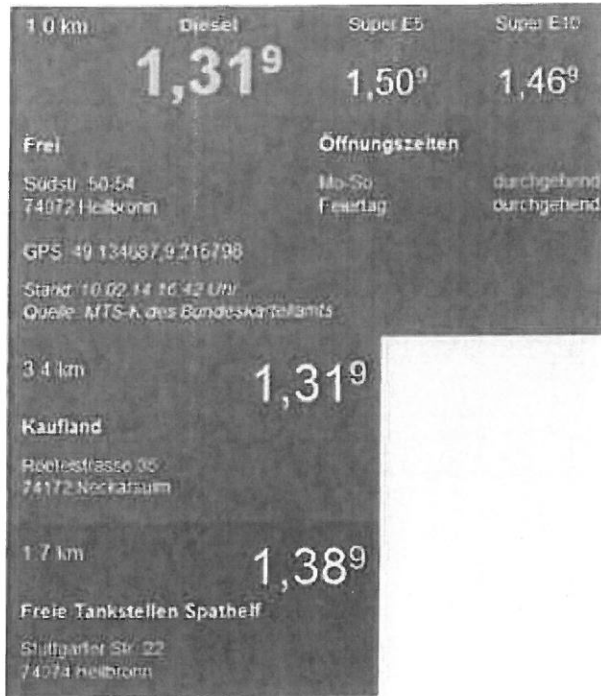 1.0 km Diesel Super E5 Super E10
1,31⁹ 1,50⁹ 1,46⁹
Frei Öffnungszeiten
Südstr. 50-54 Mo-So durchgehend
74072 Heilbronn Feiertag durchgehend
GPS: 49.134687,9.215798
Stand: 10.02.14 16:42 Uhr
Quelle: MTS-K des Bundeskartellamts
3.4 km 1,31⁹
Kaufland
74172 Neckarsulm
1.7 km 1,38⁹
Freie Tankstellen Spathelf
Stuttgarter Str. 22
74074 Heilbronn